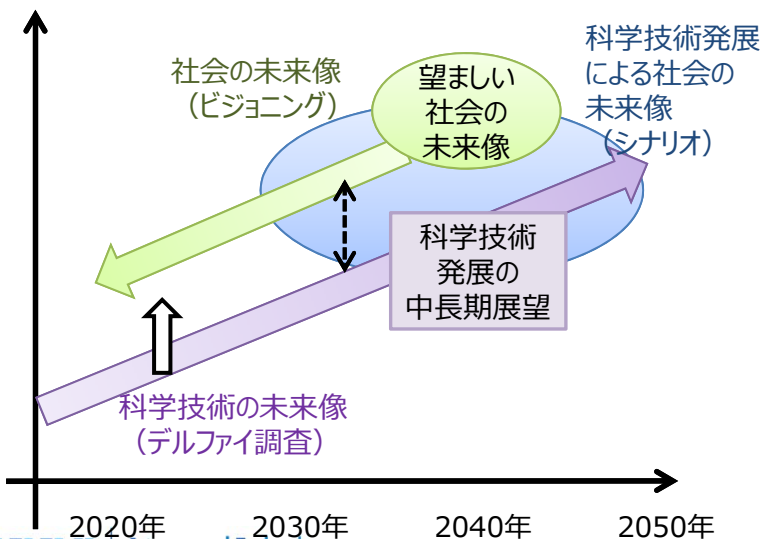 科学技術発展
による社会の
未来像
（シナリオ）
社会の未来像
（ビジョニング）
望ましい
社会の
未来像
科学技術
発展の
中長期展望
科学技術の未来像
（デルファイ調査）
2020年
2030年
2040年
2050年